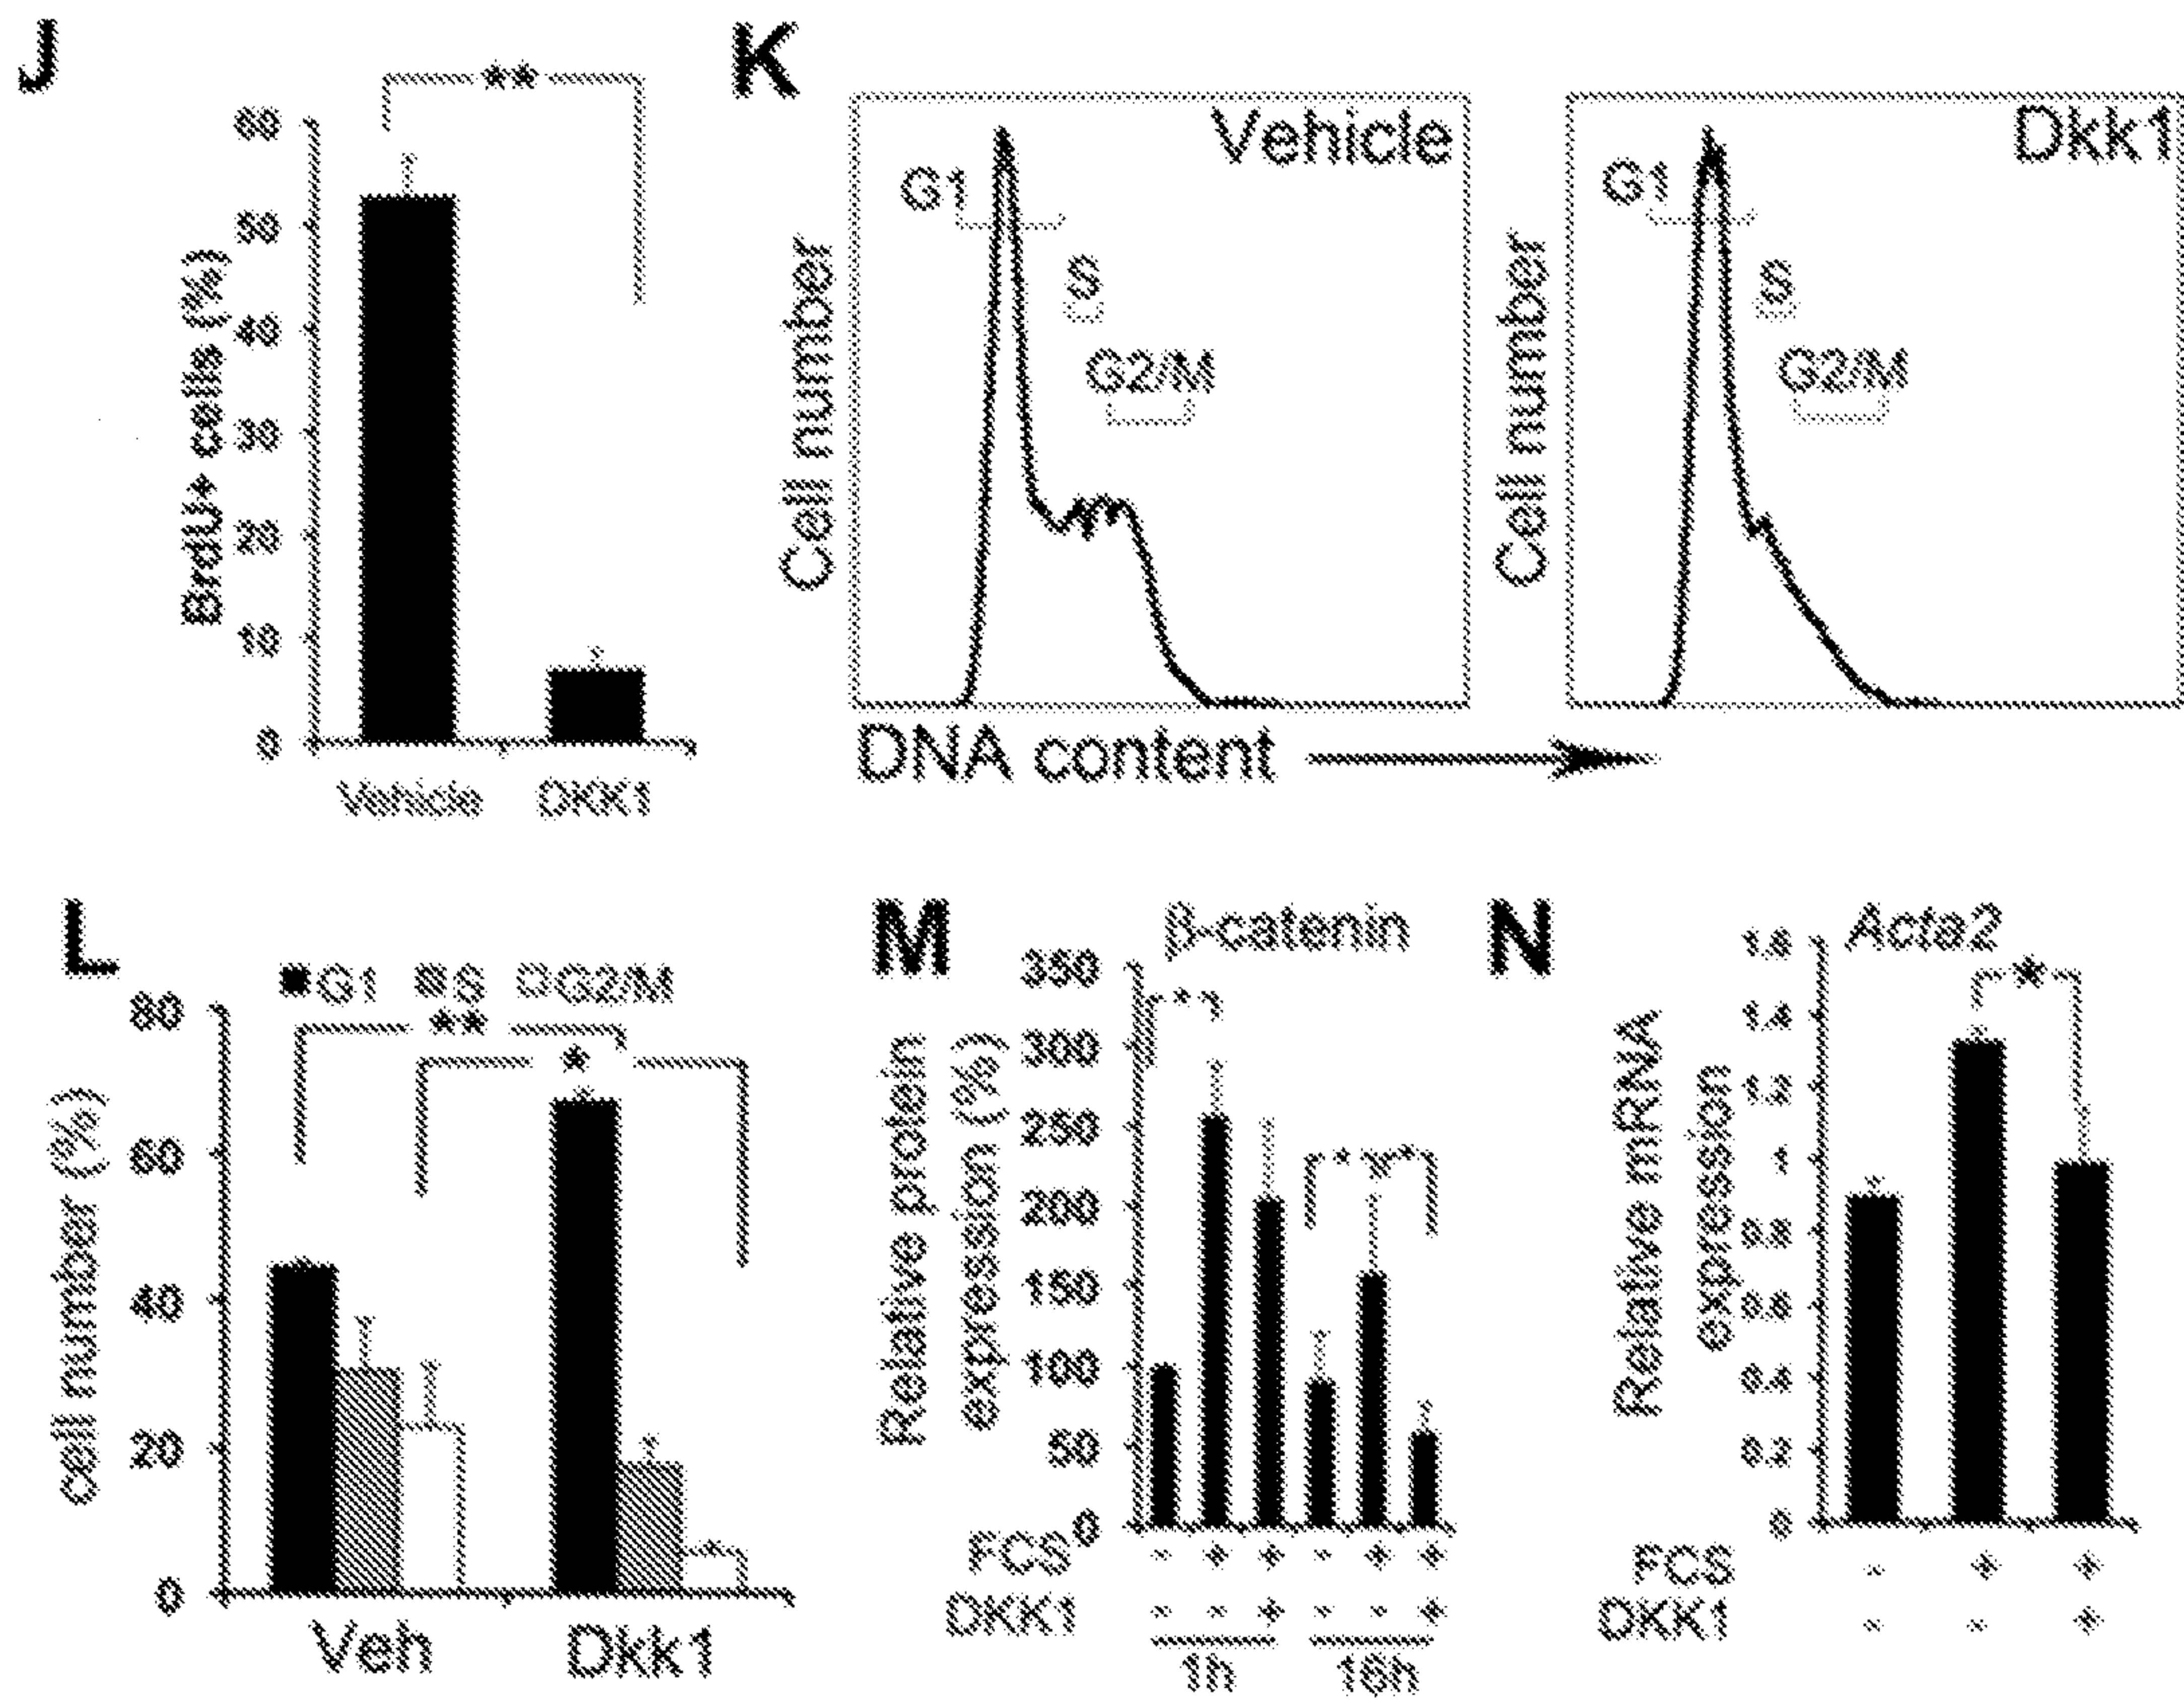 J
**
60
50
40
30
20
10
0
BrdU+ cells (%)
Vehicle
DKK1
K
Vehicle
G1
S
G2/M
Cell number
Dkk1
G1
S
G2/M
Cell number
DNA content
L
G1 S G2/M
**
*
80
60
40
20
0
cell number (%)
Veh
Dkk1
M
β-catenin
350
300
250
200
150
100
50
0
Relative protein
expression (%)
*
* *
FCS - + + - + +
DKK1 - - + - - +
1h
16h
N
Acta2
*
1.6
1.4
1.2
1
0.8
0.6
0.4
0.2
0
Relative mRNA
expression
FCS - + +
DKK1 - - +